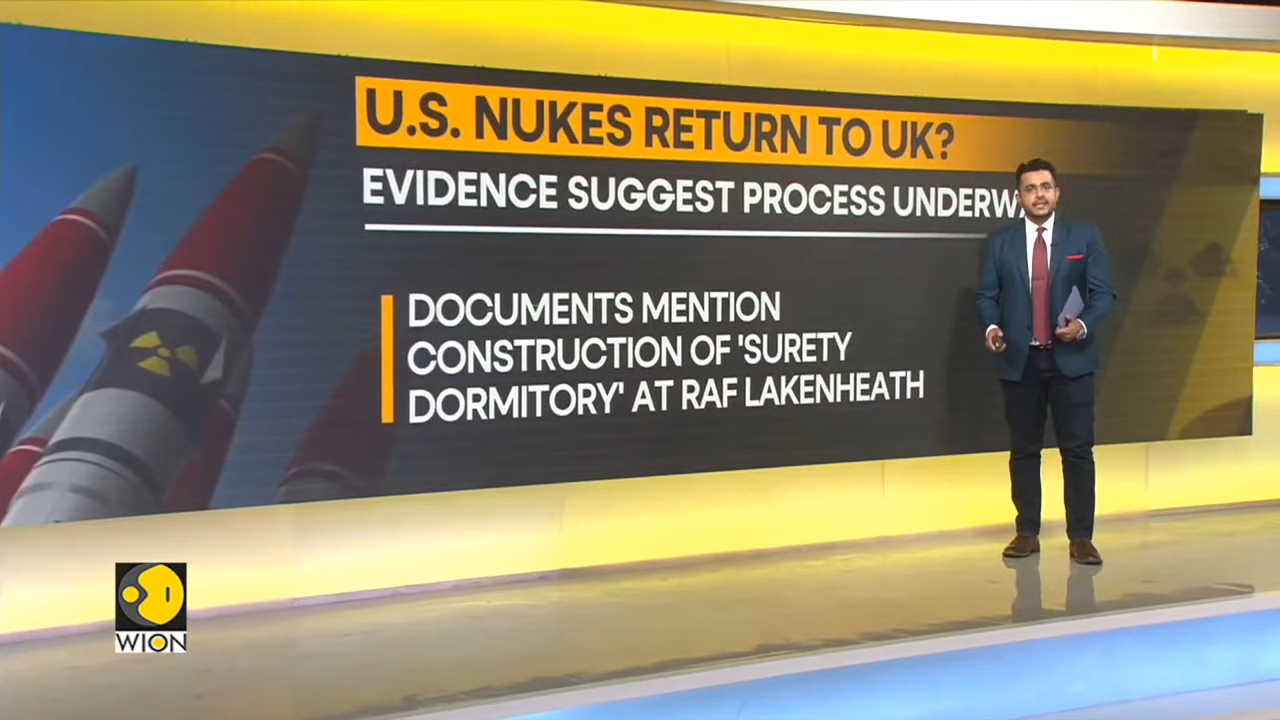 U.S. NUKES RETURN TO UK?
EVIDENCE SUGGEST PROCESS
DOCUMENTS MENTION
CONSTRUCTION OF 'SURETY
DORMITORY' AT RAF LAKENHEATH
WION